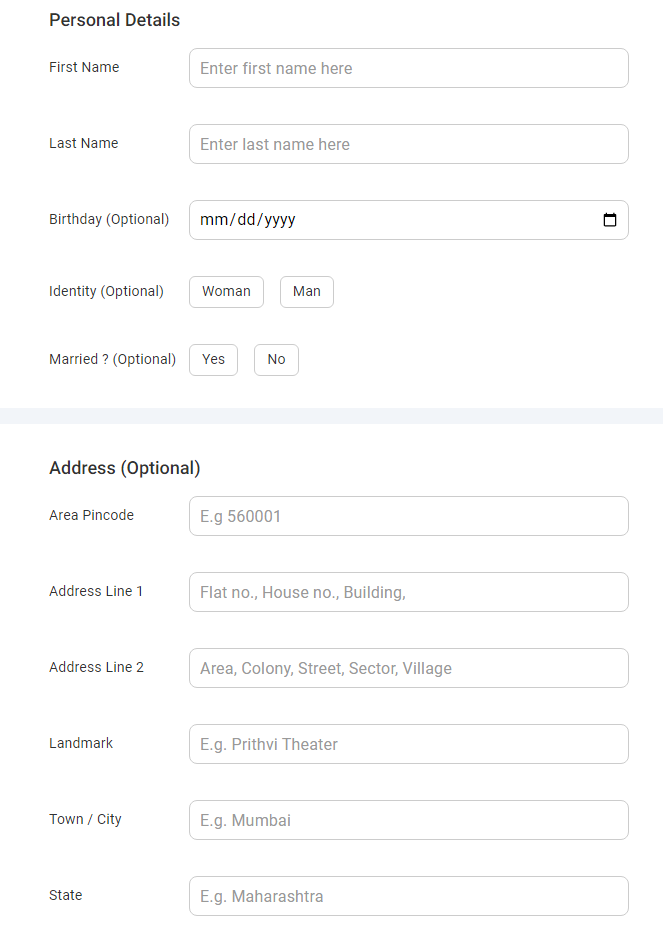 Personal Details
First Name Enter first name here
Last Name Enter last name here
Birthday (Optional) mm/dd/yyyy
Identity (Optional) Woman Man
Married ? (Optional) Yes No
Address (Optional)
Area Pincode E.g 560001
Address Line 1 Flat no., House no., Building,
Address Line 2 Area, Colony, Street, Sector, Village
Landmark E.g. Prithvi Theater
Town / City E.g. Mumbai
State E.g. Maharashtra